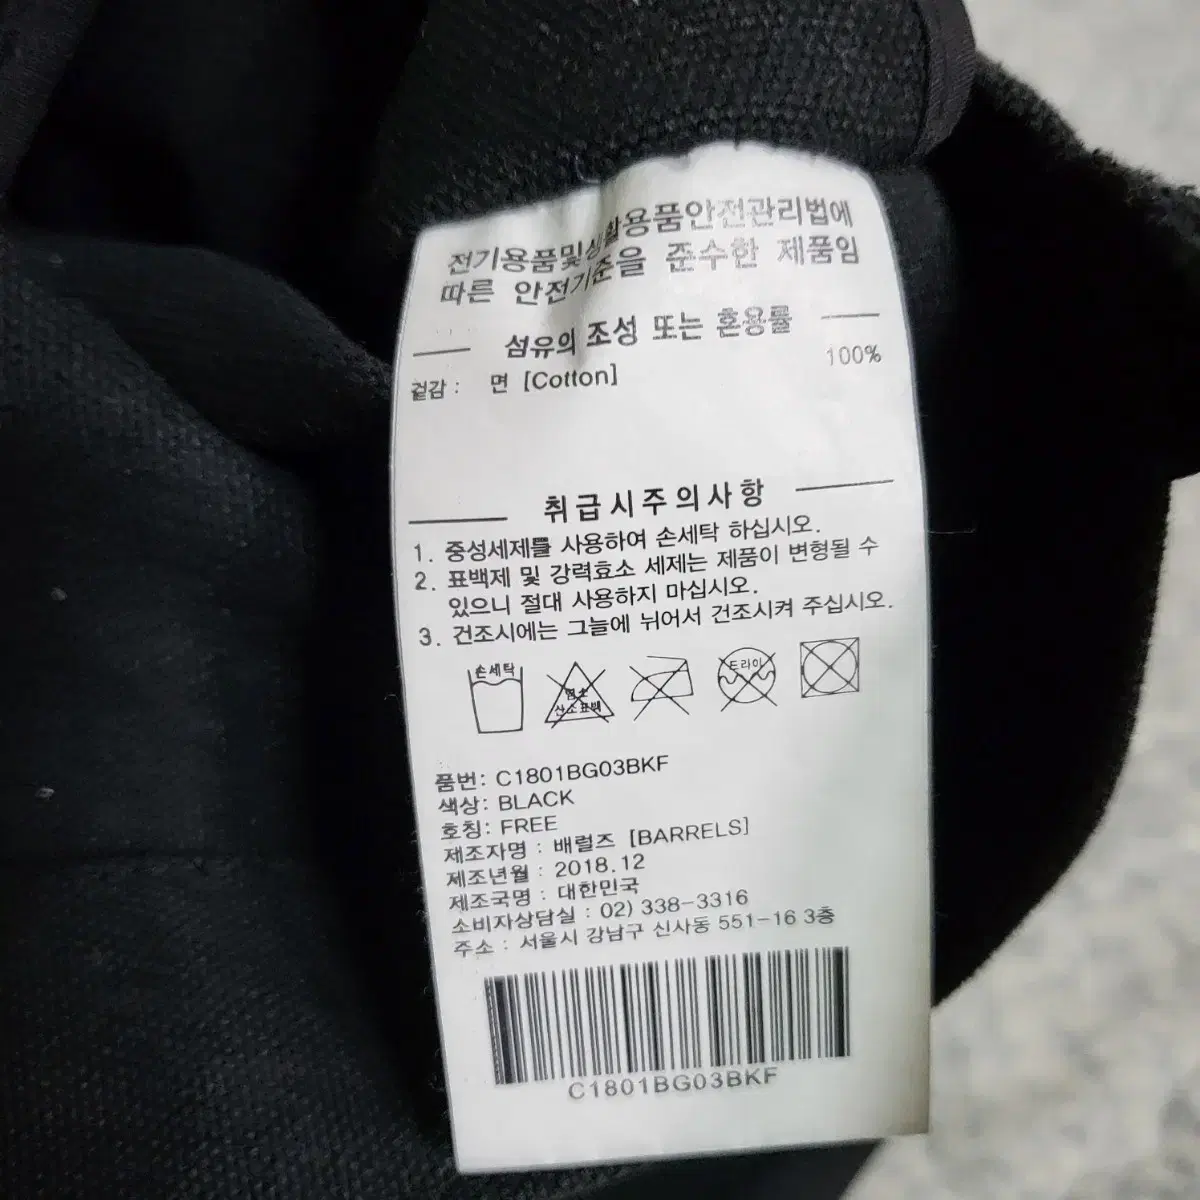 전기용품및생활용품안전관리법에
따른 안전기준을 준수한 제품임
섬유의 조성 또는 혼용률
겉감 : 면 [Cotton] 100%
취급시주의사항
1. 중성세제를 사용하여 손세탁 하십시오.
2. 표백제 및 강력효소 세제는 제품이 변형될 수
있으니 절대 사용하지 마십시오.
3. 건조시에는 그늘에 뉘어서 건조시켜 주십시오.
손세탁 염소 드라이
산소표백
품번: C1801BG03BKF
색상: BLACK
호칭: FREE
제조자명 : 배럴즈 [BARRELS]
제조년월 : 2018.12
제조국명 : 대한민국
소비자상담실 : 02) 338-3316
주소 : 서울시 강남구 신사동 551-16 3층
C1801BG03BKF